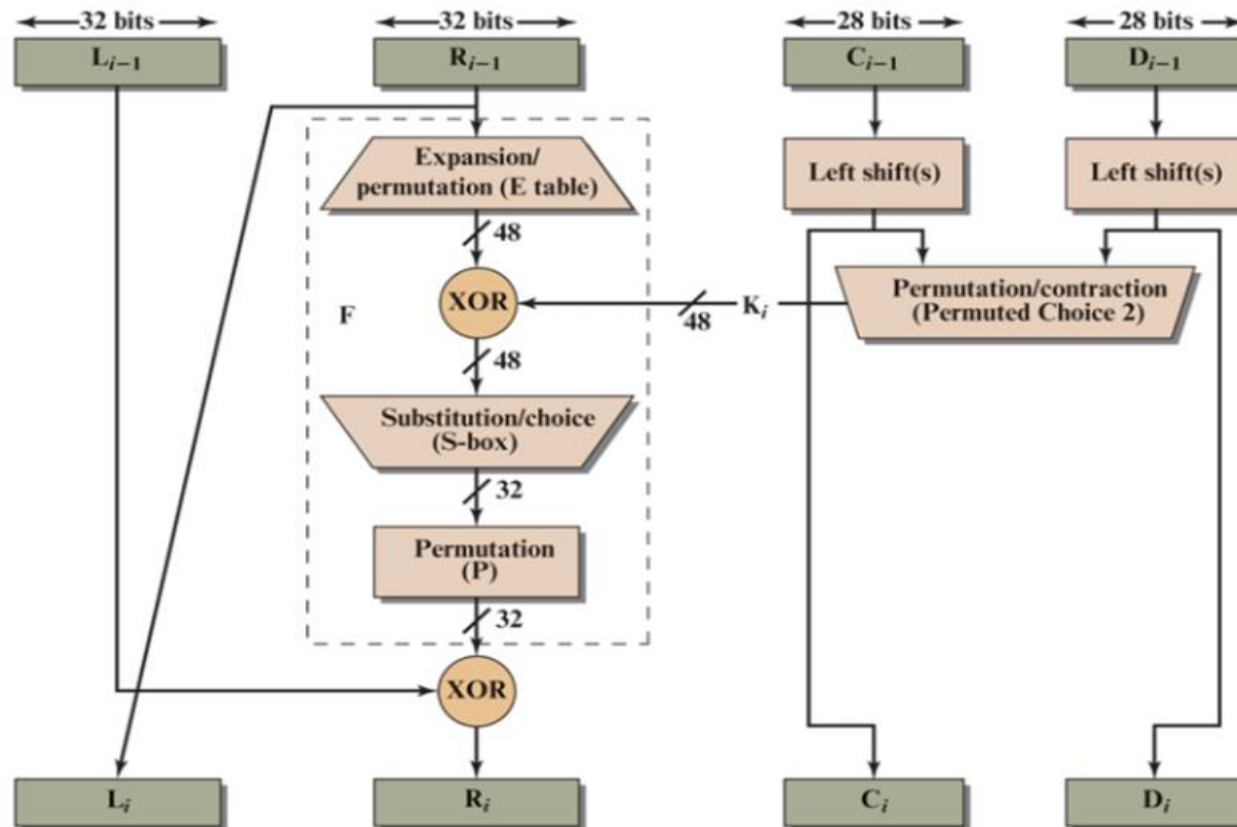 32 bits
32 bits
28 bits
28 bits
Lᵢ₋₁
Rᵢ₋₁
Cᵢ₋₁
Dᵢ₋₁
Expansion/
permutation (E table)
Left shift(s)
Left shift(s)
48
XOR
F
48
Kᵢ
Permutation/contraction
(Permuted Choice 2)
48
Substitution/choice
(S-box)
32
Permutation
(P)
32
XOR
Lᵢ
Rᵢ
Cᵢ
Dᵢ